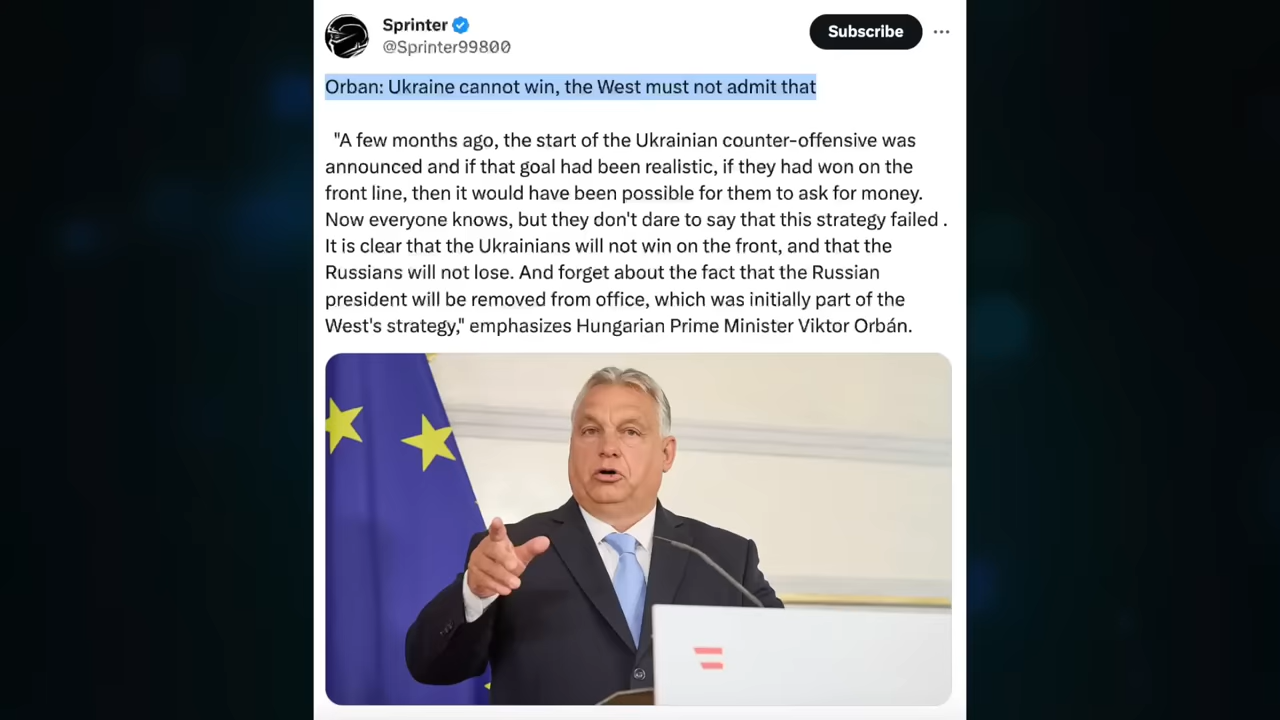 Sprinter
@Sprinter99800
Subscribe
Orban: Ukraine cannot win, the West must not admit that
"A few months ago, the start of the Ukrainian counter-offensive was
announced and if that goal had been realistic, if they had won on the
front line, then it would have been possible for them to ask for money.
Now everyone knows, but they don't dare to say that this strategy failed .
It is clear that the Ukrainians will not win on the front, and that the
Russians will not lose. And forget about the fact that the Russian
president will be removed from office, which was initially part of the
West's strategy," emphasizes Hungarian Prime Minister Viktor Orbán.